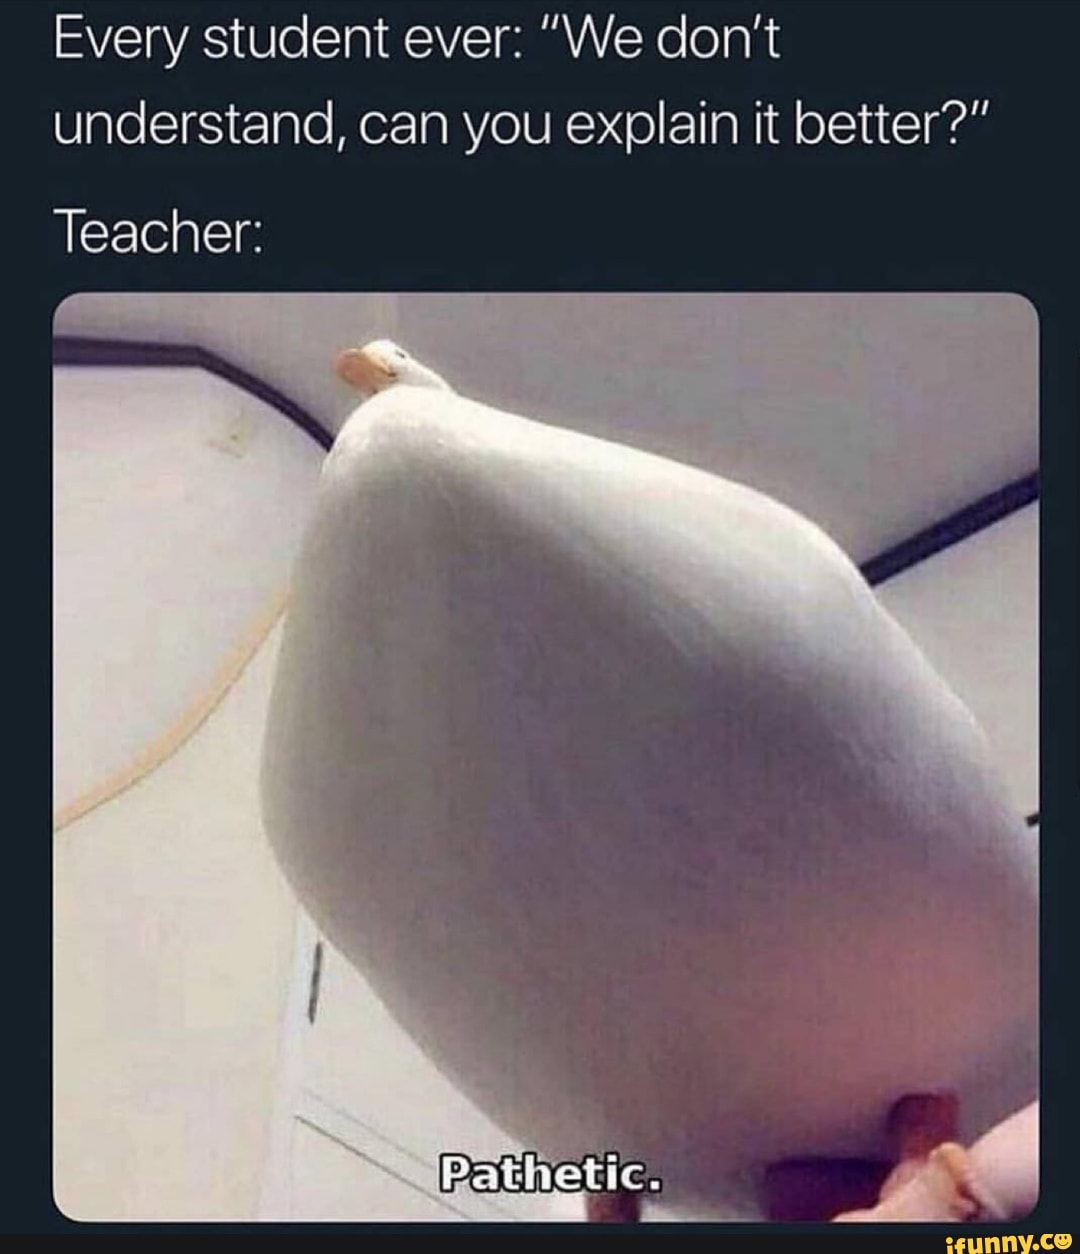 Every student ever: "We don't
understand, can you explain it better?"
Teacher:
Pathetic.
ifunny.co